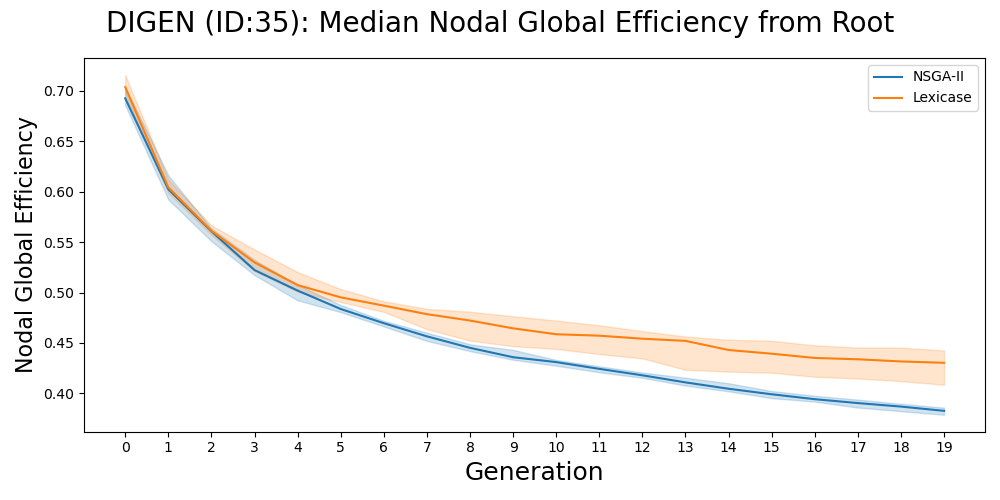 DIGEN (ID:35): Median Nodal Global Efficiency from Root
NSGA-II
Lexicase
Nodal Global Efficiency
0.70
0.65
0.60
0.55
0.50
0.45
0.40
0 1 2 3 4 5 6 7 8 9 10 11 12 13 14 15 16 17 18 19
Generation